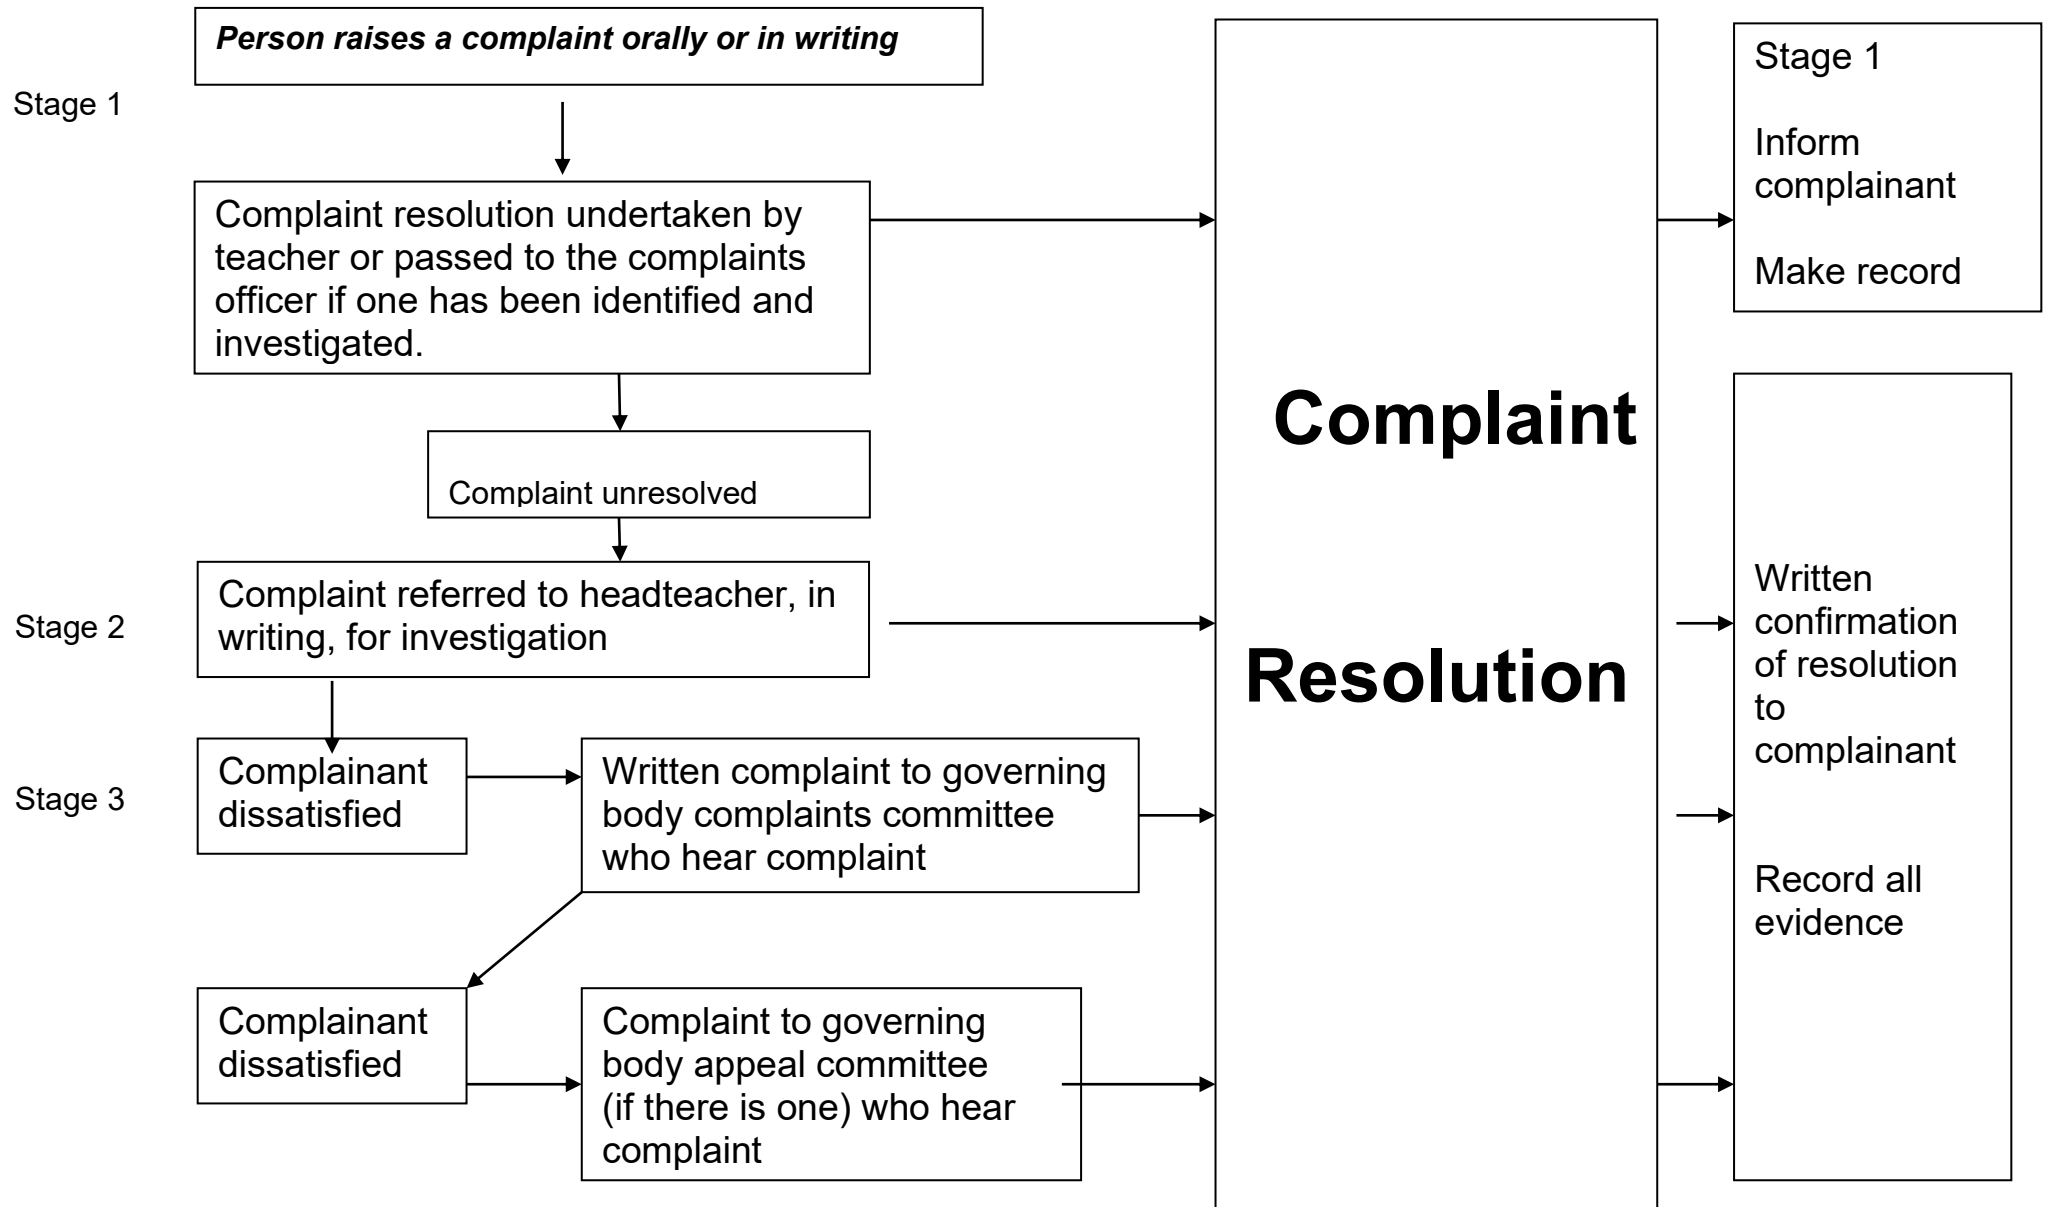 Person raises a complaint orally or in writing
Stage 1
Complaint resolution undertaken by
teacher or passed to the complaints
officer if one has been identified and
investigated.
Complaint unresolved
Stage 2
Complaint referred to headteacher, in
writing, for investigation
Stage 3
Complainant
dissatisfied
Written complaint to governing
body complaints committee
who hear complaint
Complainant
dissatisfied
Complaint to governing
body appeal committee
(if there is one) who hear
complaint
Complaint
Resolution
Stage 1
Inform
complainant
Make record
Written
confirmation
of resolution
to
complainant
Record all
evidence